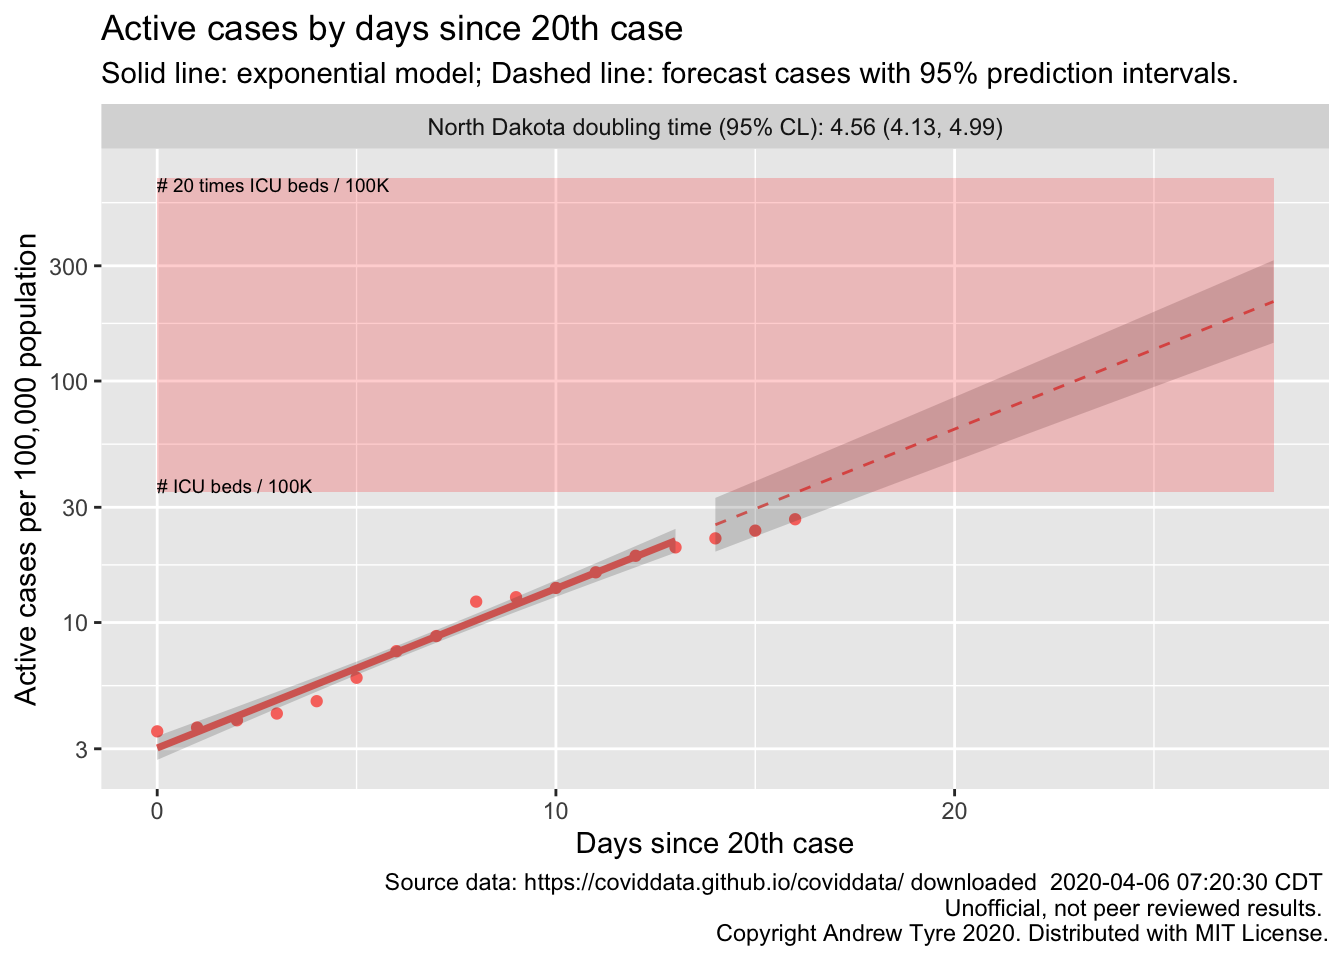 Active cases by days since 20th case
Solid line: exponential model; Dashed line: forecast cases with 95% prediction intervals.
North Dakota doubling time (95% CL): 4.56 (4.13, 4.99)
# 20 times ICU beds / 100K
# ICU beds / 100K
Active cases per 100,000 population
300
100
30
10
3
0
10
20
Days since 20th case
Source data: https://coviddata.github.io/coviddata/ downloaded  2020-04-06 07:20:30 CDT
Unofficial, not peer reviewed results.
Copyright Andrew Tyre 2020. Distributed with MIT License.